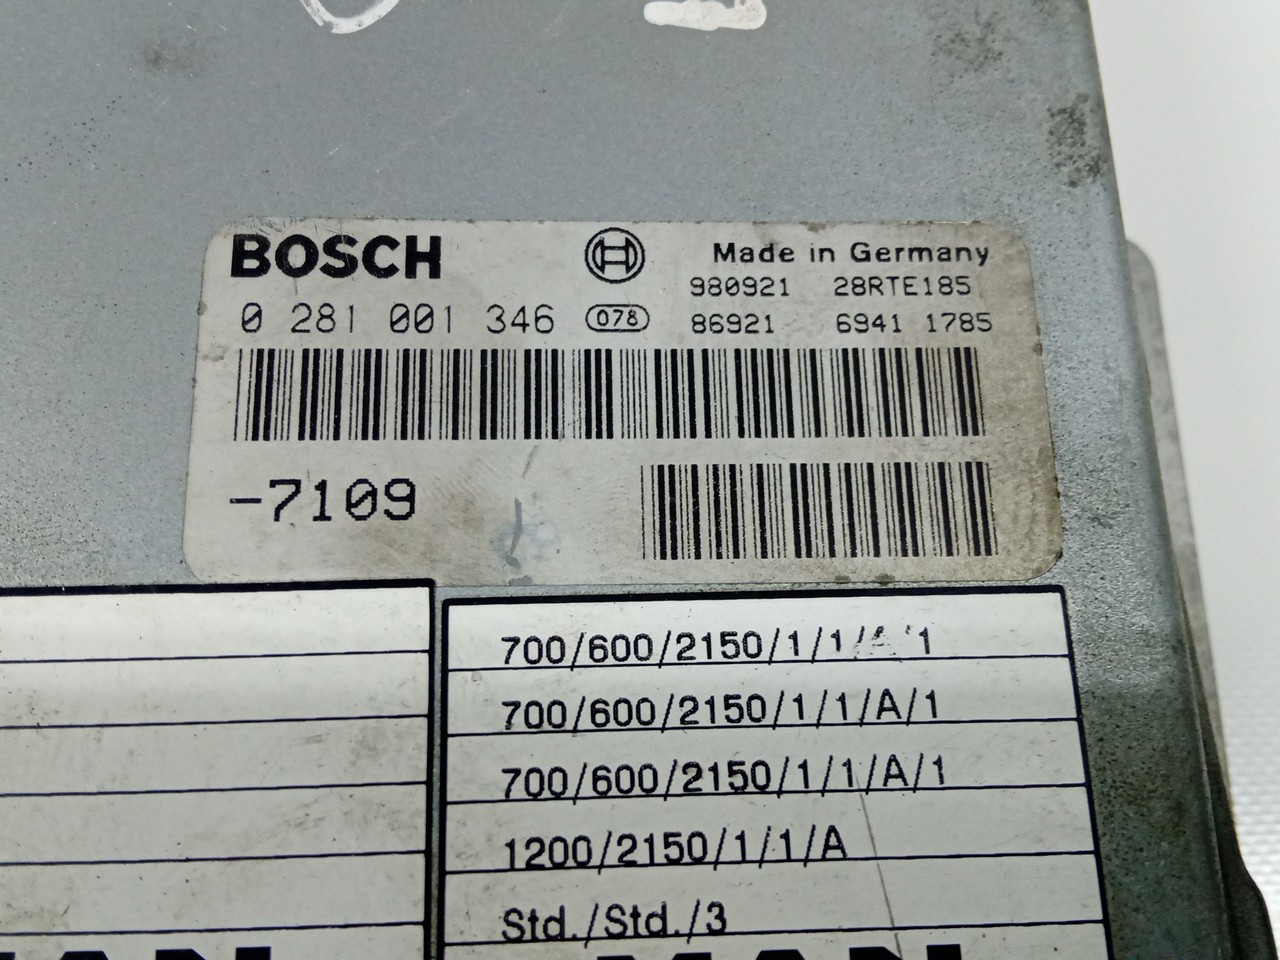 BOSCH
Made in Germany
980921 28RTE185
0 281 001 346 078 86921 6941 1785
-7109
700/600/2150/1/1/A/1
700/600/2150/1/1/A/1
700/600/2150/1/1/A/1
1200/2150/1/1/A
Std./Std./3
MAN